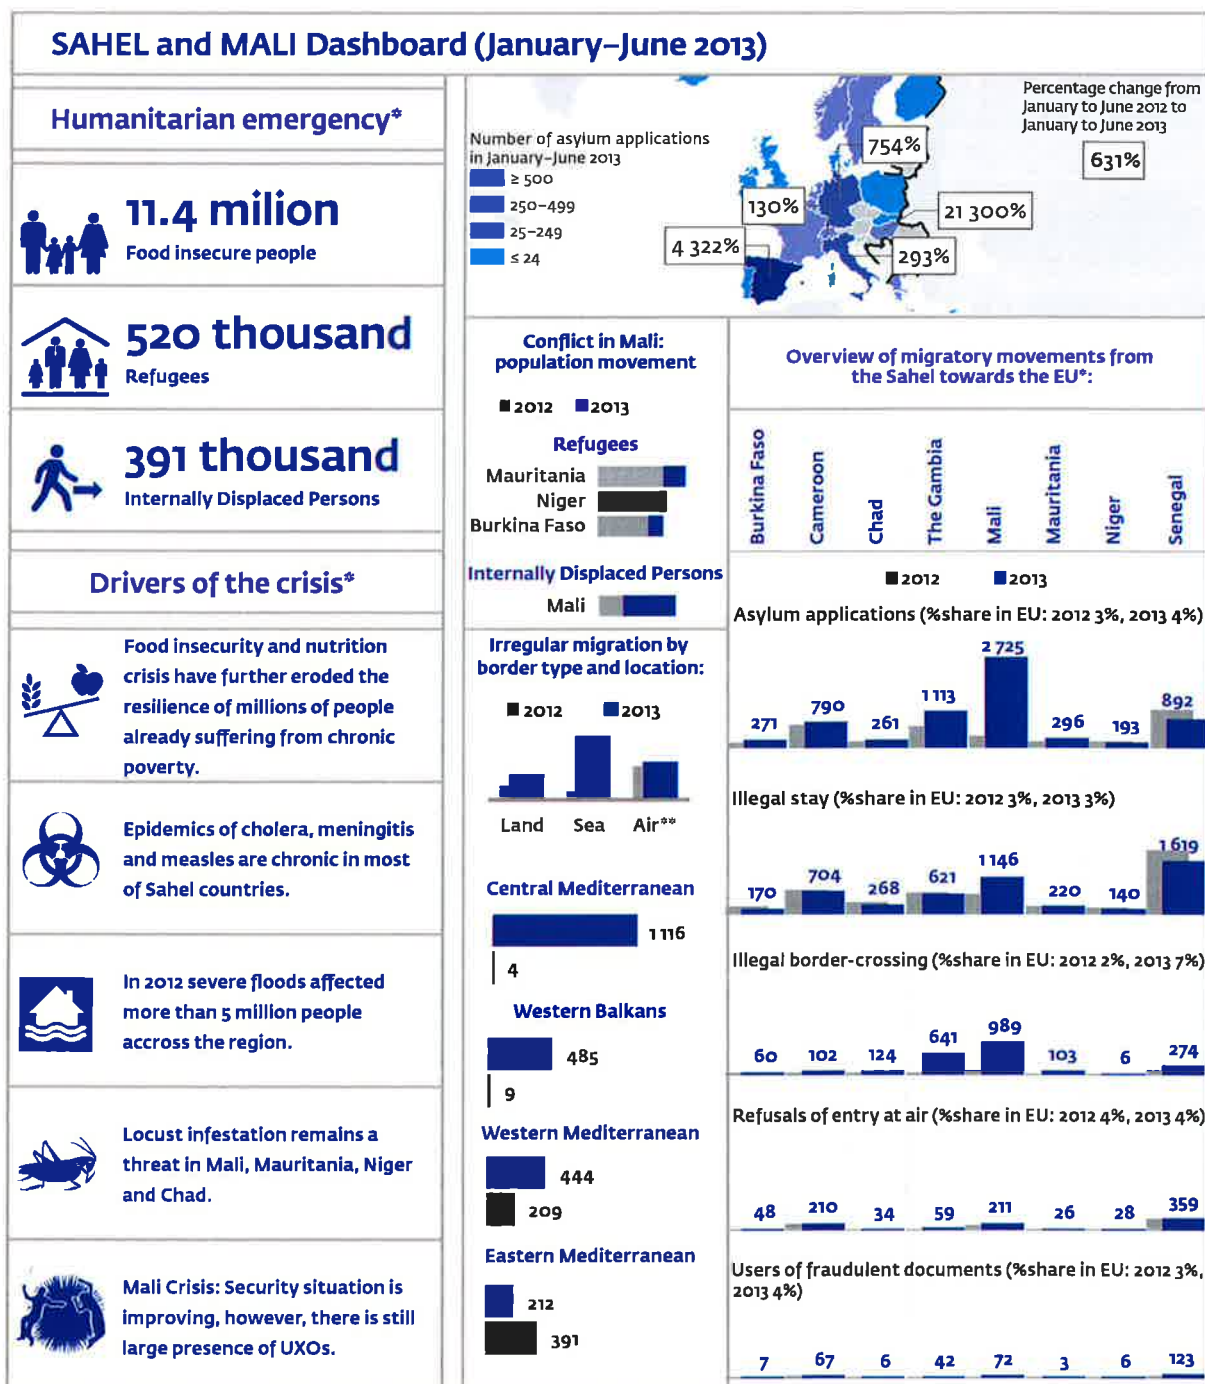 SAHEL and MALI Dashboard (January–June 2013)
Humanitarian emergency*
11.4 milion
Food insecure people
520 thousand
Refugees
391 thousand
Internally Displaced Persons
Drivers of the crisis*
Food insecurity and nutrition
crisis have further eroded the
resilience of millions of people
already suffering from chronic
poverty.
Epidemics of cholera, meningitis
and measles are chronic in most
of Sahel countries.
In 2012 severe floods affected
more than 5 million people
accross the region.
Locust infestation remains a
threat in Mali, Mauritania, Niger
and Chad.
Mali Crisis: Security situation is
improving, however, there is still
large presence of UXOs.
Number of asylum applications
in January–June 2013
≥ 500
250–499
25–249
≤ 24
754%
130%
21 300%
4 322%
293%
Percentage change from
January to June 2012 to
January to June 2013
631%
Conflict in Mali:
population movement
2012 2013
Refugees
Mauritania
Niger
Burkina Faso
Internally Displaced Persons
Mali
Irregular migration by
border type and location:
2012 2013
Land Sea Air**
Central Mediterranean
1 116
4
Western Balkans
485
9
Western Mediterranean
444
209
Eastern Mediterranean
212
391
Overview of migratory movements from
the Sahel towards the EU*:
Burkina Faso
Cameroon
Chad
The Gambia
Mali
Mauritania
Niger
Senegal
2012 2013
Asylum applications (%share in EU: 2012 3%, 2013 4%)
271 790 261 1 113 2 725 296 193 892
Illegal stay (%share in EU: 2012 3%, 2013 3%)
170 704 268 621 1 146 220 140 1 619
Illegal border-crossing (%share in EU: 2012 2%, 2013 7%)
60 102 124 641 989 103 6 274
Refusals of entry at air (%share in EU: 2012 4%, 2013 4%)
48 210 34 59 211 26 28 359
Users of fraudulent documents (%share in EU: 2012 3%,
2013 4%)
7 67 6 42 72 3 6 123